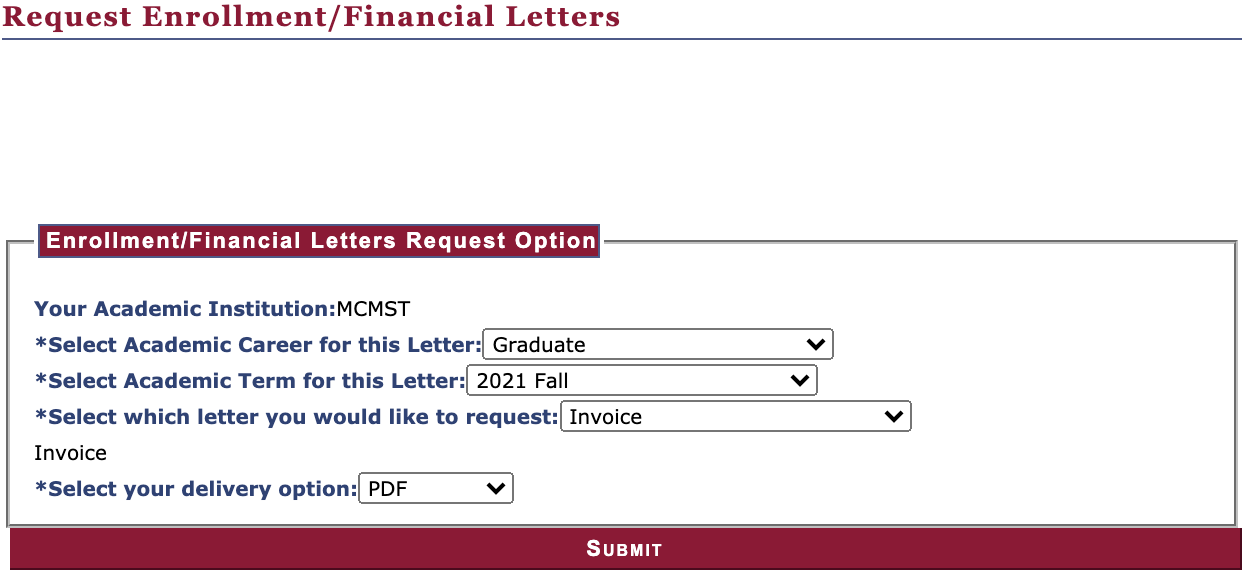 Request Enrollment/Financial Letters
Enrollment/Financial Letters Request Option
Your Academic Institution:MCMST
*Select Academic Career for this Letter: Graduate
*Select Academic Term for this Letter: 2021 Fall
*Select which letter you would like to request: Invoice
Invoice
*Select your delivery option: PDF
SUBMIT